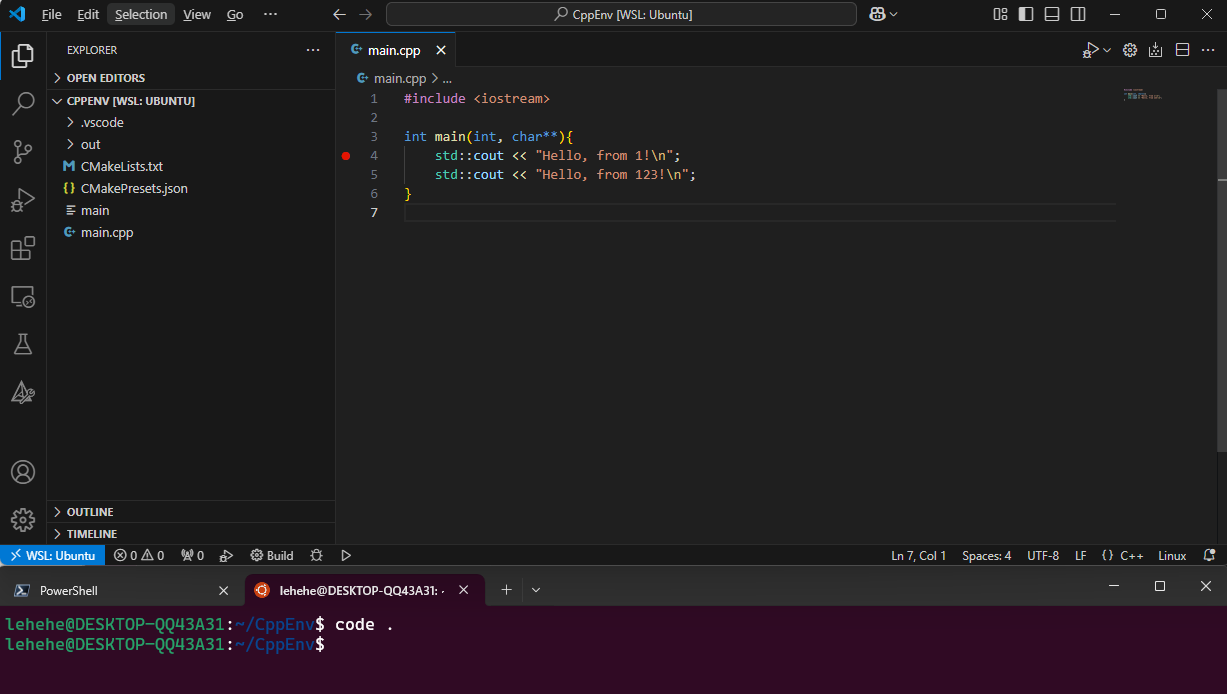 File Edit Selection View Go ···
CppEnv [WSL: Ubuntu]
EXPLORER
OPEN EDITORS
CPPENV [WSL: UBUNTU]
.vscode
out
CMakeLists.txt
CMakePresets.json
main
main.cpp
OUTLINE
TIMELINE
main.cpp
main.cpp > ...
1 #include <iostream>
2
3 int main(int, char**){
4 std::cout << "Hello, from 1!\n";
5 std::cout << "Hello, from 123!\n";
6 }
7
WSL: Ubuntu 0 0 0 Build Ln 7, Col 1 Spaces: 4 UTF-8 LF {} C++ Linux
PowerShell lehehe@DESKTOP-QQ43A31:
lehehe@DESKTOP-QQ43A31:~/CppEnv$ code .
lehehe@DESKTOP-QQ43A31:~/CppEnv$